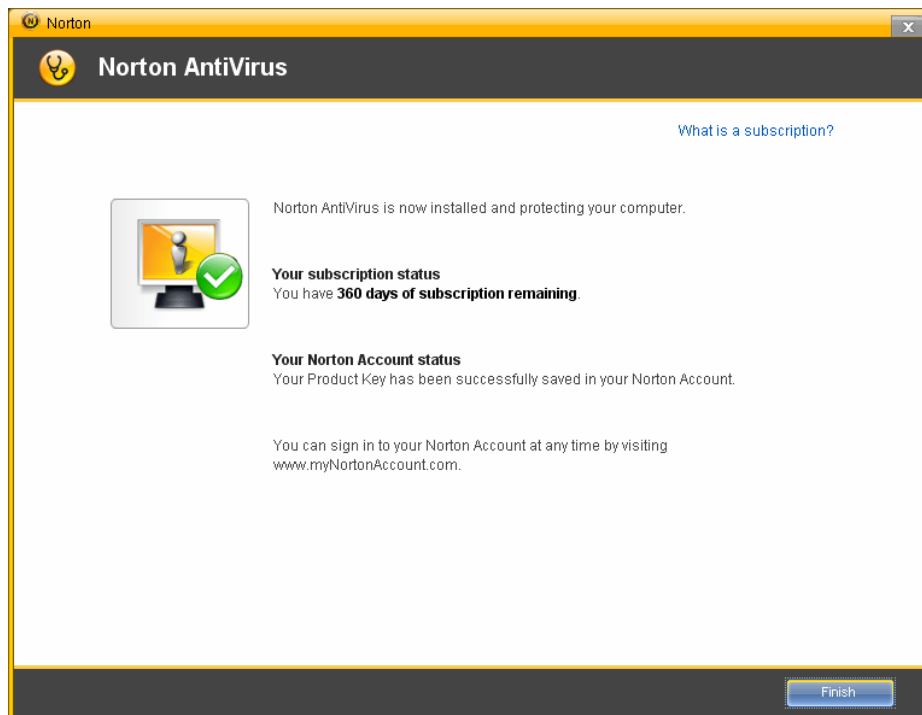 Norton
Norton AntiVirus
What is a subscription?
Norton AntiVirus is now installed and protecting your computer.
Your subscription status
You have 360 days of subscription remaining.
Your Norton Account status
Your Product Key has been successfully saved in your Norton Account.
You can sign in to your Norton Account at any time by visiting
www.myNortonAccount.com.
Finish